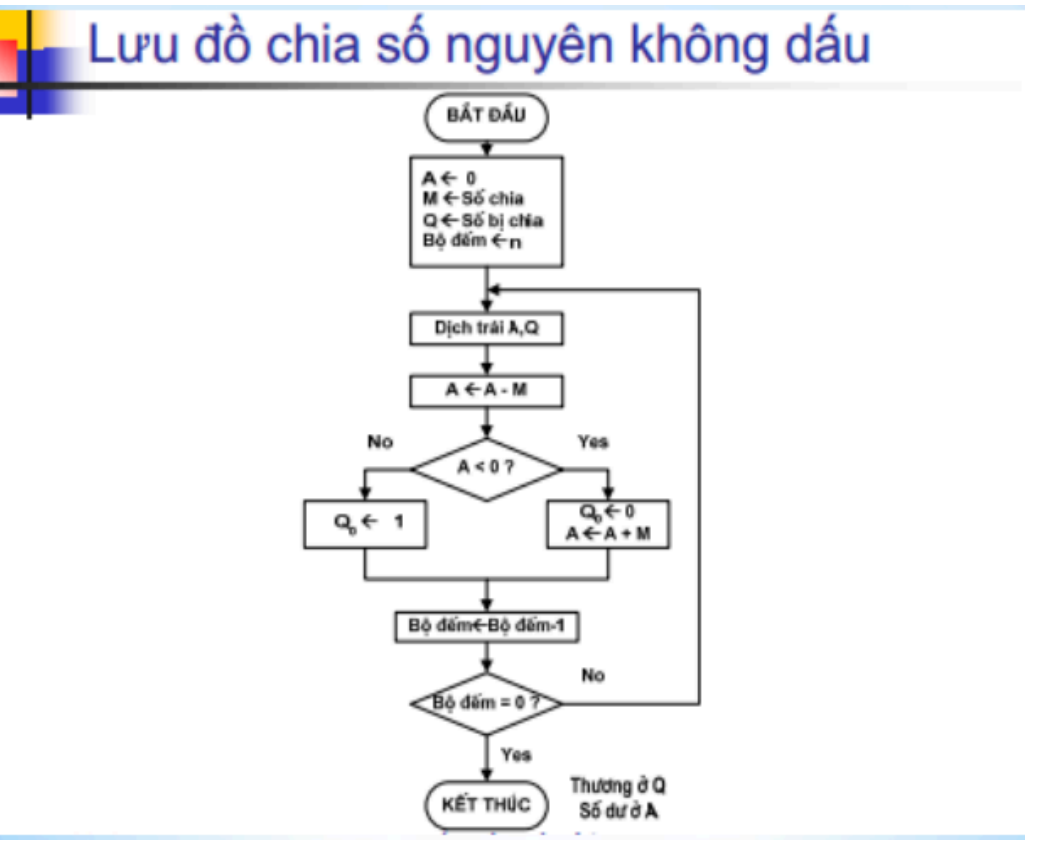 Lưu đồ chia số nguyên không dấu
BẮT ĐẦU
A ← 0
M ← Số chia
Q ← Số bị chia
Bộ đếm ← n
Dịch trái A,Q
A ← A - M
No
Yes
A < 0 ?
Q₀ ← 1
Q₀ ← 0
A ← A + M
Bộ đếm ← Bộ đếm-1
No
Bộ đếm = 0 ?
Yes
KẾT THÚC
Thương ở Q
Số dư ở A